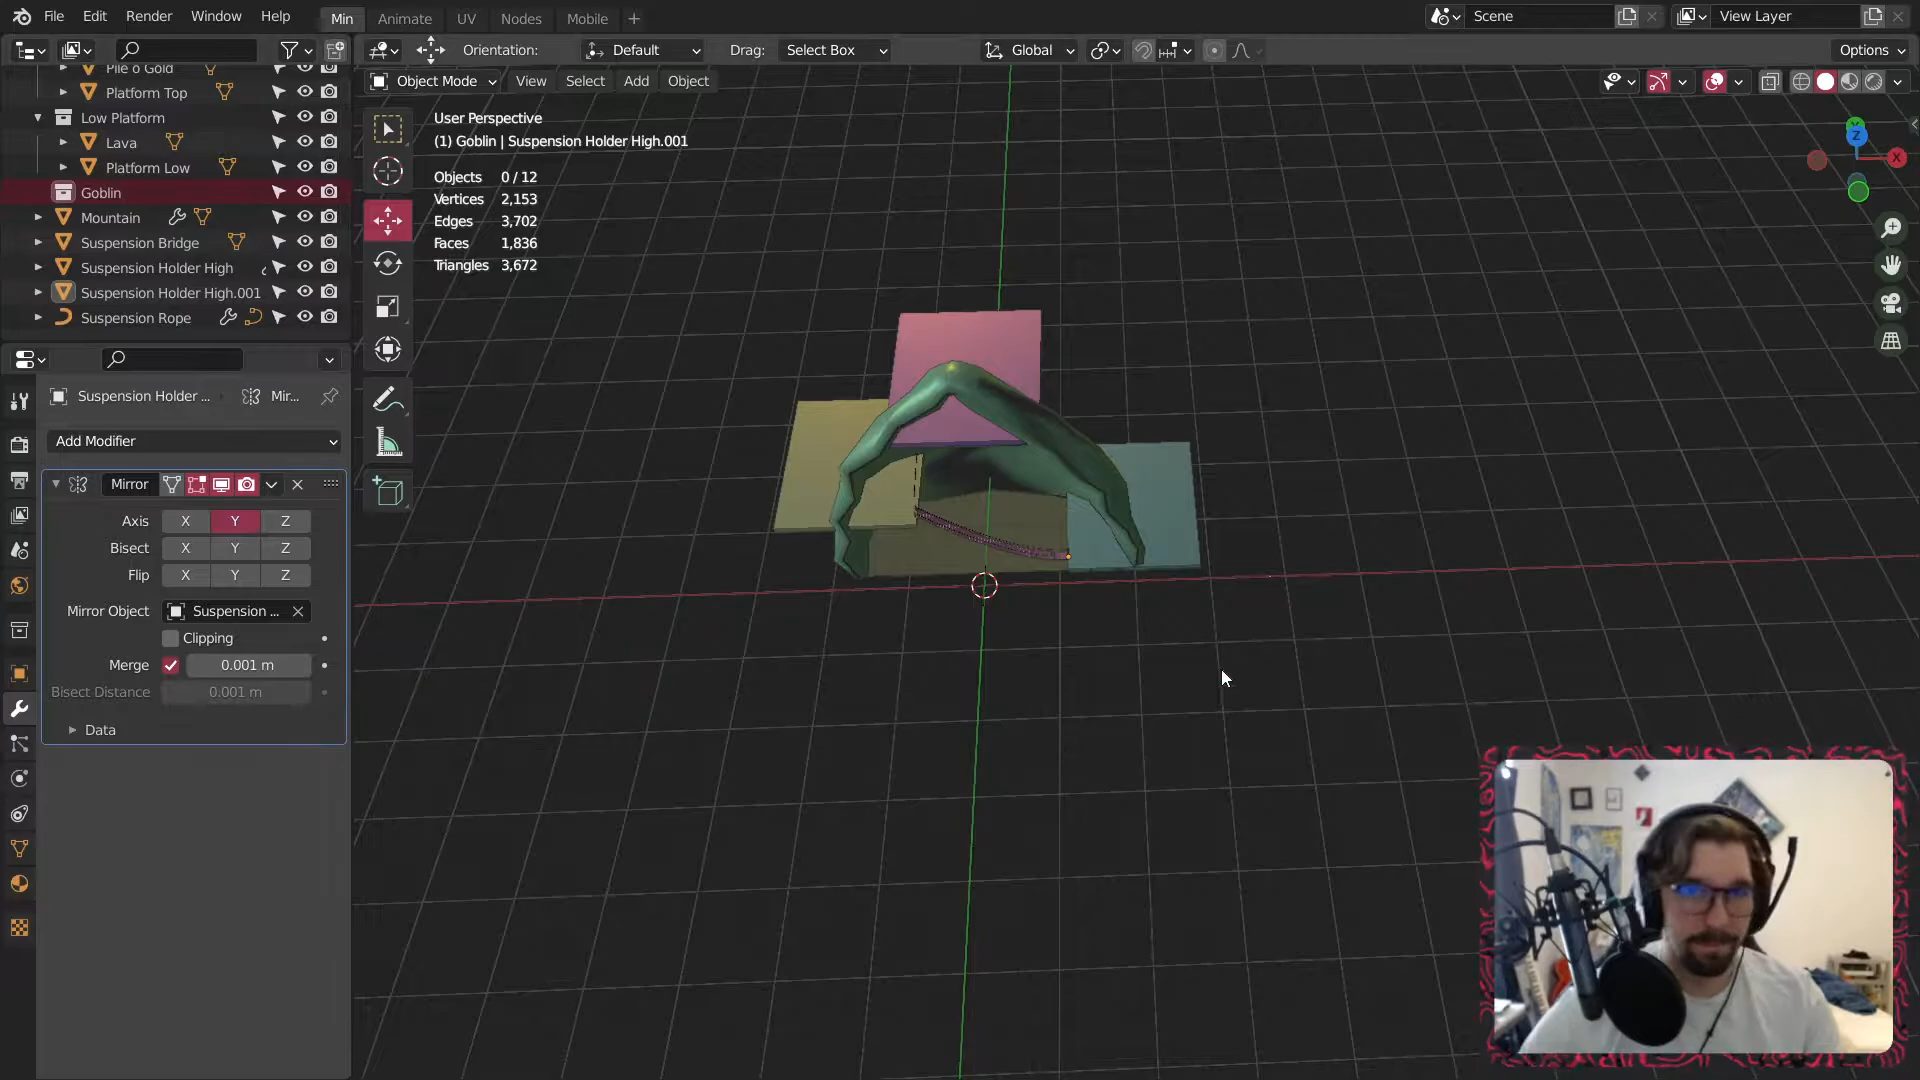 File Edit Render Window Help Min Animate UV Nodes Mobile
Scene View Layer
Orientation: Default Drag: Select Box Global Options
Object Mode View Select Add Object
Pile o Gold
Platform Top
Low Platform
Lava
Platform Low
Goblin
Mountain
Suspension Bridge
Suspension Holder High
Suspension Holder High.001
Suspension Rope
User Perspective
(1) Goblin | Suspension Holder High.001
Objects 0 / 12
Vertices 2,153
Edges 3,702
Faces 1,836
Triangles 3,672
Y
Z
X
Suspension Holder ... Mir...
Add Modifier
Mirror
Axis X Y Z
Bisect X Y Z
Flip X Y Z
Mirror Object Suspension ...
Clipping
Merge 0.001 m
Bisect Distance 0.001 m
Data